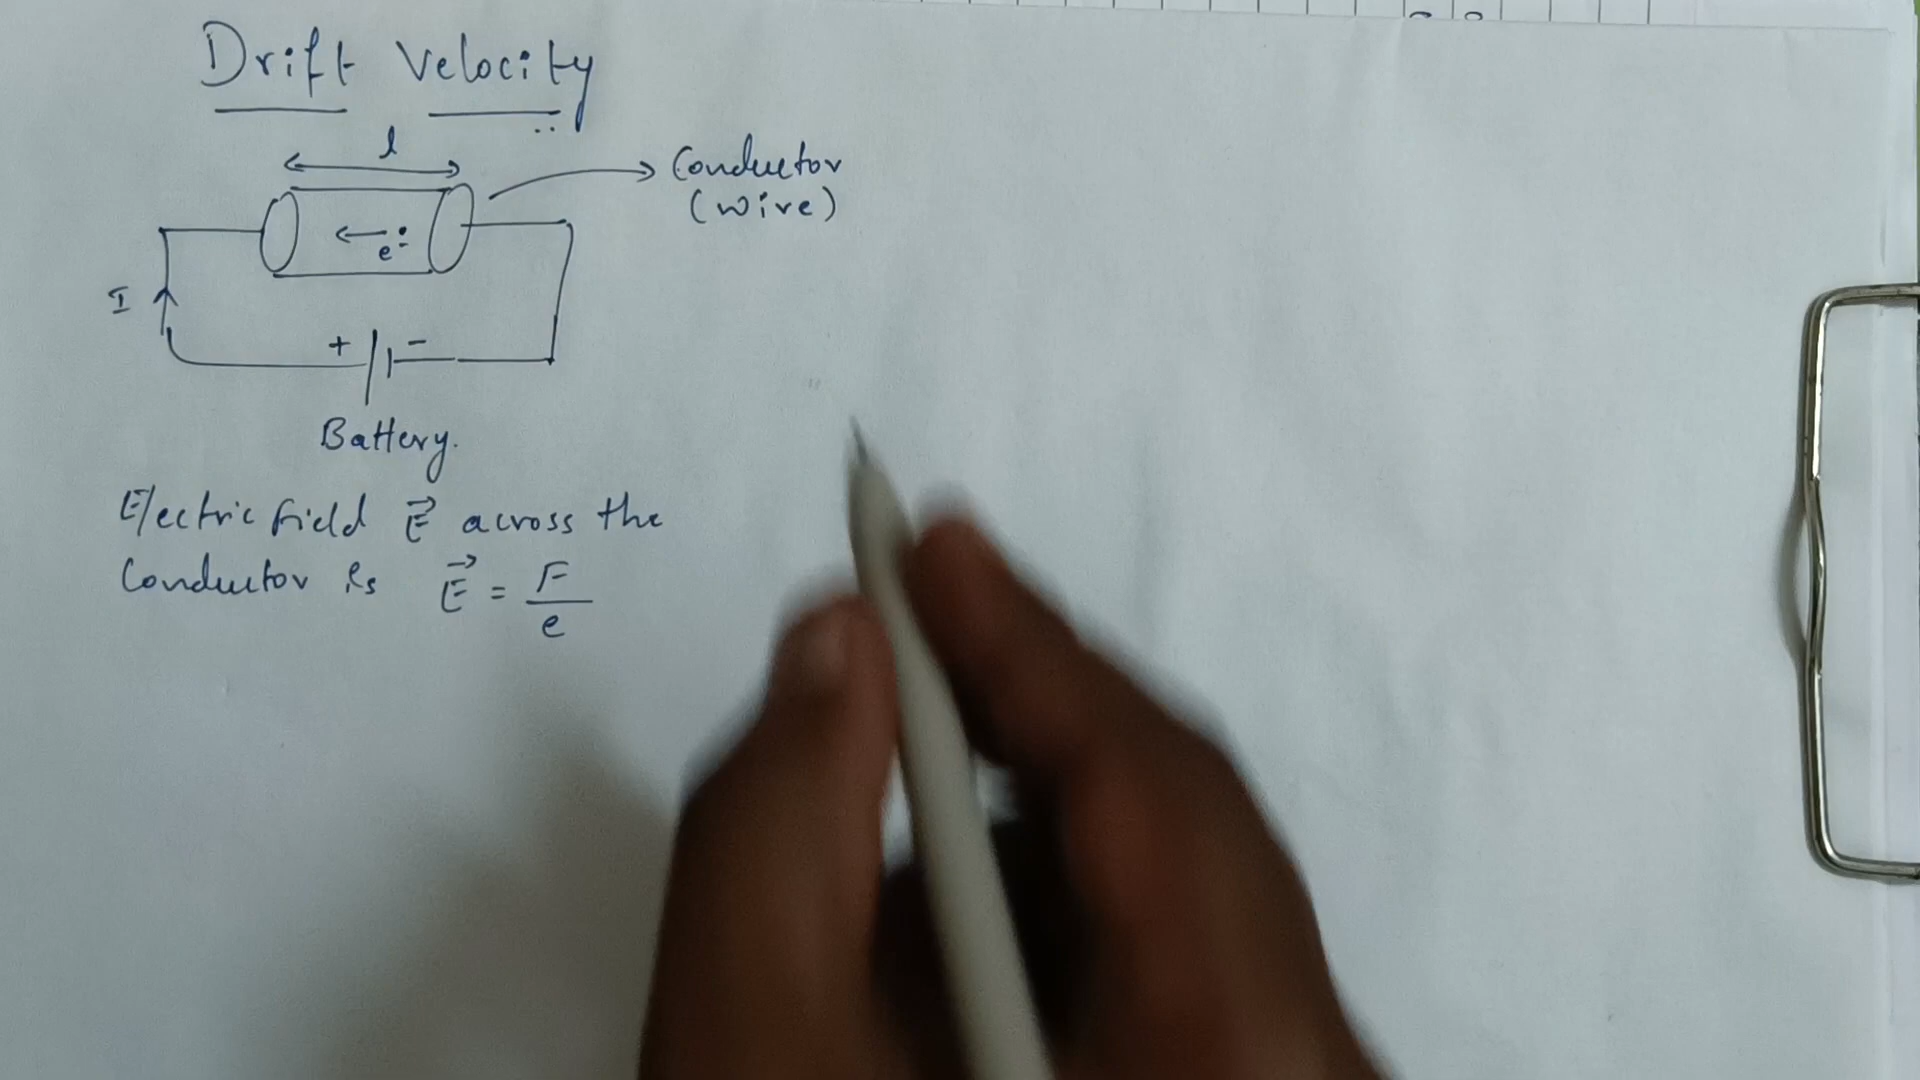 Drift Velocity
l
Conductor
(wire)
e-
I
+ -
Battery.
Electric field E⃗ across the
Conductor is E⃗ = F/e